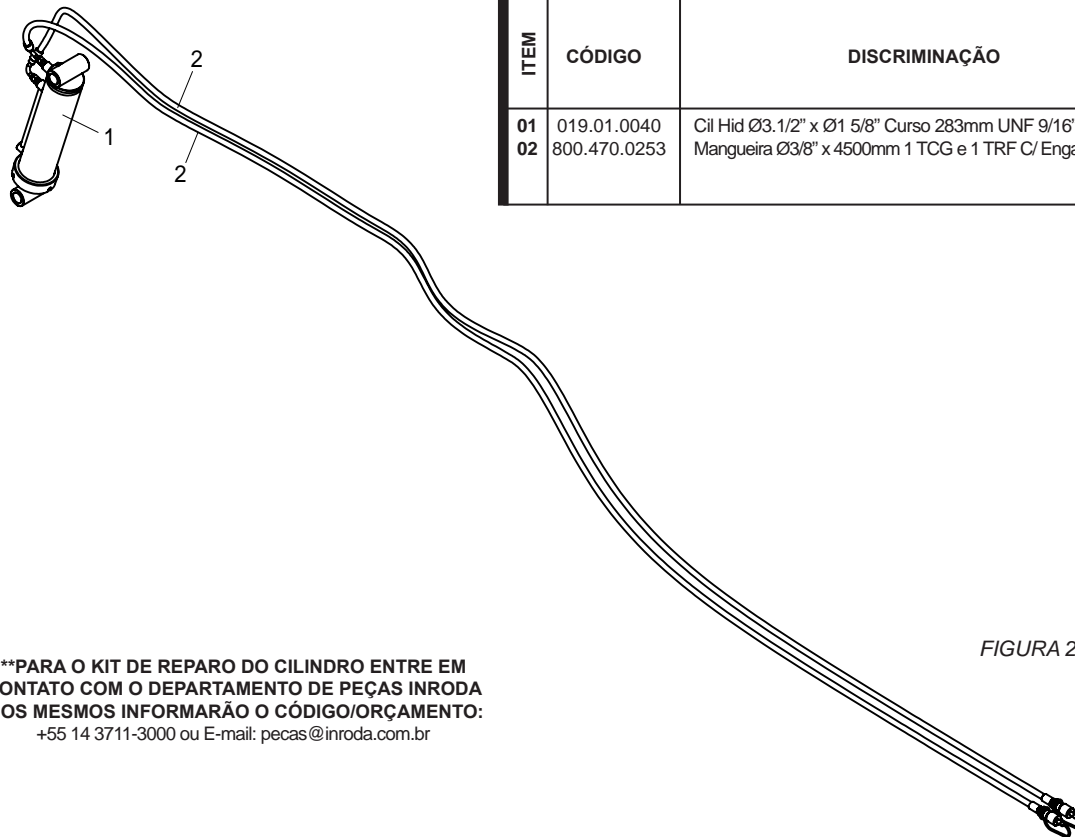 ITEM CÓDIGO DISCRIMINAÇÃO
01 019.01.0040 Cil Hid Ø3.1/2” x Ø1 5/8” Curso 283mm UNF 9/16”
02 800.470.0253 Mangueira Ø3/8” x 4500mm 1 TCG e 1 TRF C/
2
1
2
FIGURA 2
**PARA O KIT DE REPARO DO CILINDRO ENTRE EM
COM O DEPARTAMENTO DE PEÇAS INRODA
OS MESMOS INFORMARÃO O CÓDIGO/ORÇAMENTO:
+55 14 3711-3000 ou E-mail: pecas@inroda.com.br